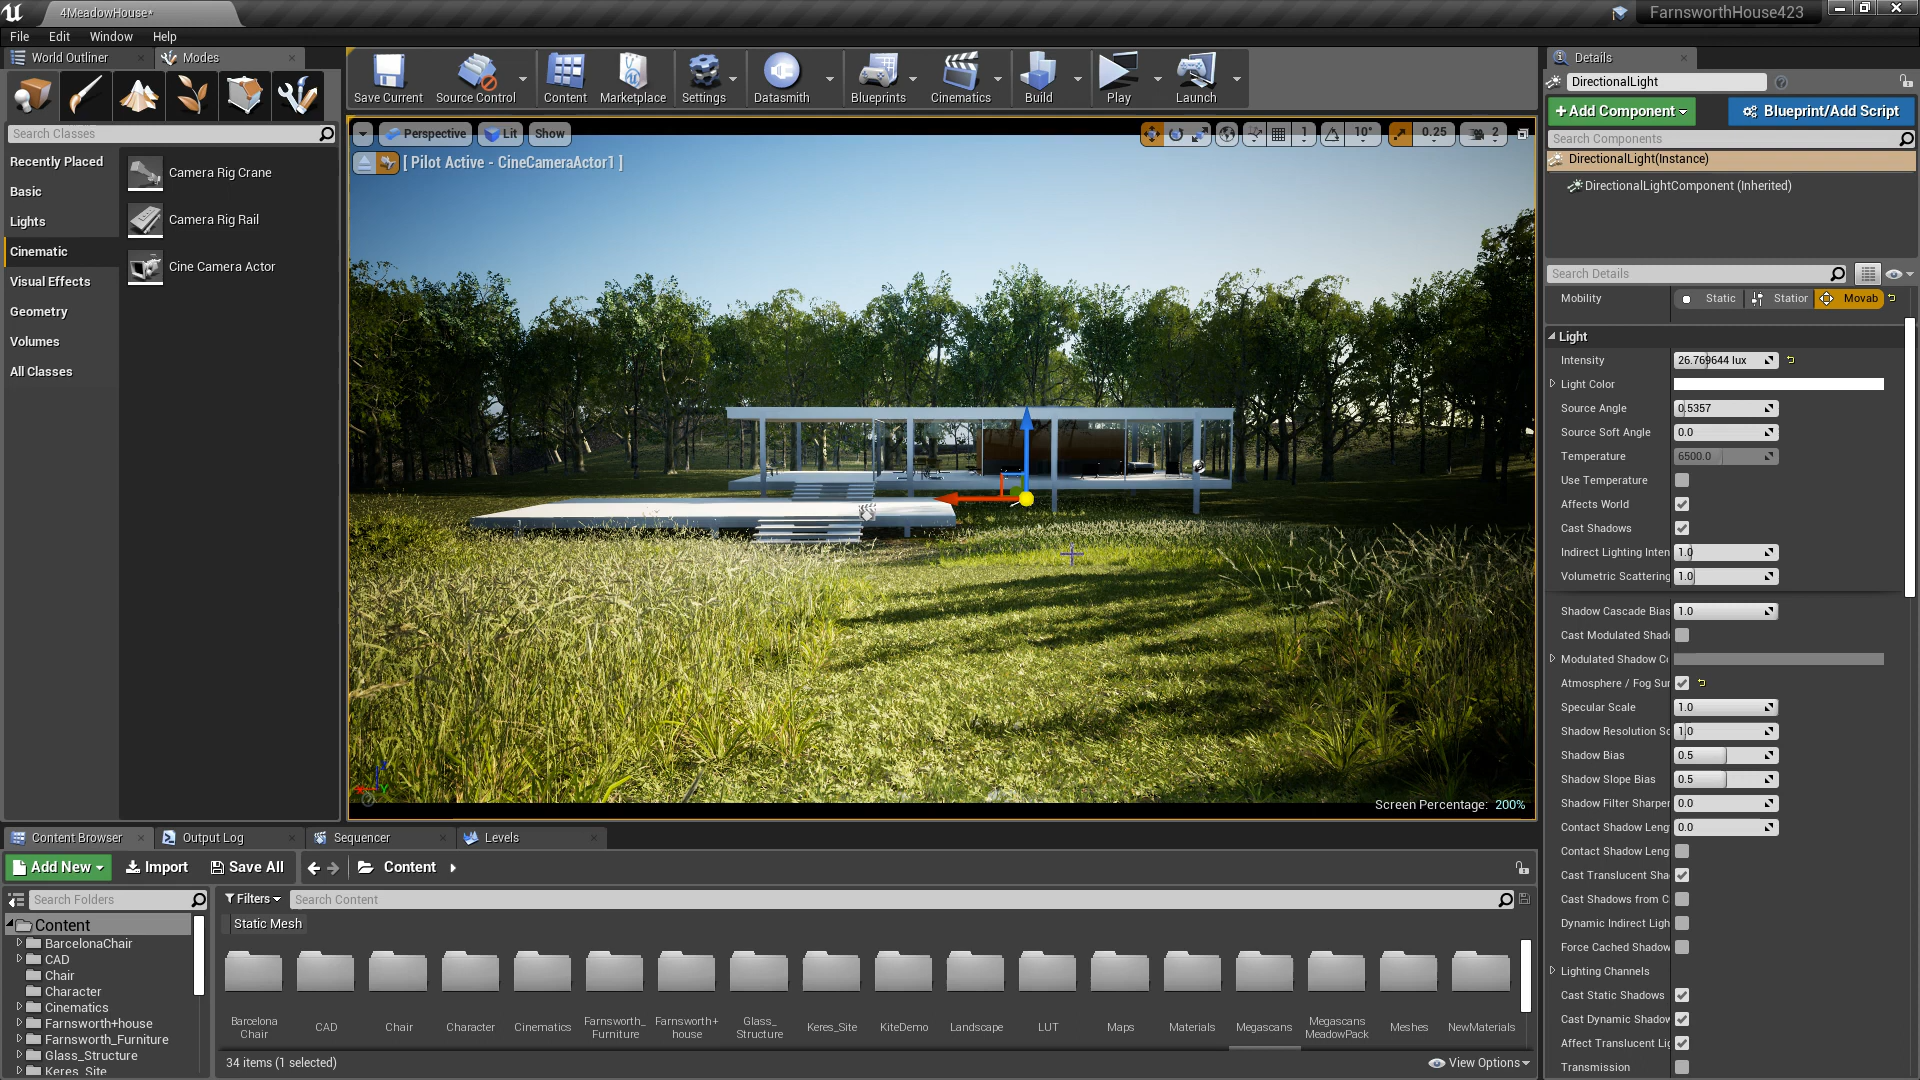 4MeadowHouse*
FarnsworthHouse423
File Edit Window Help
World Outliner
Modes
Search Classes
Recently Placed
Basic
Lights
Cinematic
Visual Effects
Geometry
Volumes
All Classes
Camera Rig Crane
Camera Rig Rail
Cine Camera Actor
Save Current
Source Control
Content
Marketplace
Settings
Datasmith
Blueprints
Cinematics
Build
Play
Launch
Perspective
Lit
Show
1
10°
0.25
2
[ Pilot Active - CineCameraActor1 ]
Screen Percentage: 200%
Details
DirectionalLight
+Add Component
Blueprint/Add Script
Search Components
DirectionalLight(Instance)
DirectionalLightComponent (Inherited)
Search Details
Mobility Static Station Movab
Light
Intensity 26.769644 lux
Light Color
Source Angle 0.5357
Source Soft Angle 0.0
Temperature 6500.0
Use Temperature
Affects World
Cast Shadows
Indirect Lighting Inten 1.0
Volumetric Scattering 1.0
Shadow Cascade Bias 1.0
Cast Modulated Shado
Modulated Shadow Co
Atmosphere / Fog Sun
Specular Scale 1.0
Shadow Resolution Sc 1.0
Shadow Bias 0.5
Shadow Slope Bias 0.5
Shadow Filter Sharpen 0.0
Contact Shadow Leng 0.0
Contact Shadow Leng
Cast Translucent Sha
Cast Shadows from C
Dynamic Indirect Ligh
Force Cached Shadow
Lighting Channels
Cast Static Shadows
Cast Dynamic Shadow
Affect Translucent Lig
Transmission
Content Browser
Output Log
Sequencer
Levels
Add New
Import
Save All
Content
Search Folders
Content
BarcelonaChair
CAD
Chair
Character
Cinematics
Farnsworth+house
Farnsworth_Furniture
Glass_Structure
Keres_Site
Filters
Search Content
Static Mesh
Barcelona
Chair
CAD
Chair
Character
Cinematics
Farnsworth_
Furniture
Farnsworth+
house
Glass_
Structure
Keres_Site
KiteDemo
Landscape
LUT
Maps
Materials
Megascans
Megascans
MeadowPack
Meshes
NewMaterials
34 items (1 selected)
View Options